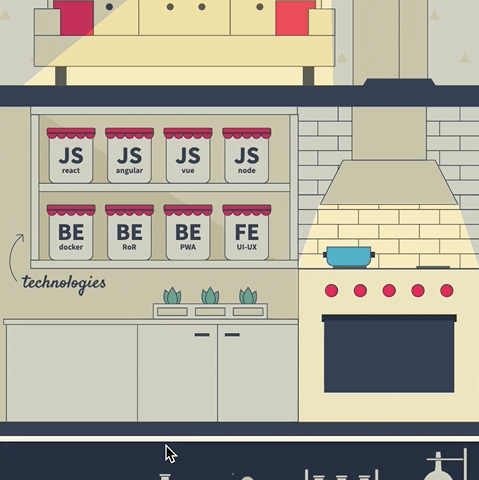 JS
react
JS
angular
JS
vue
JS
node
BE
docker
BE
RoR
BE
PWA
FE
UI-UX
technologies